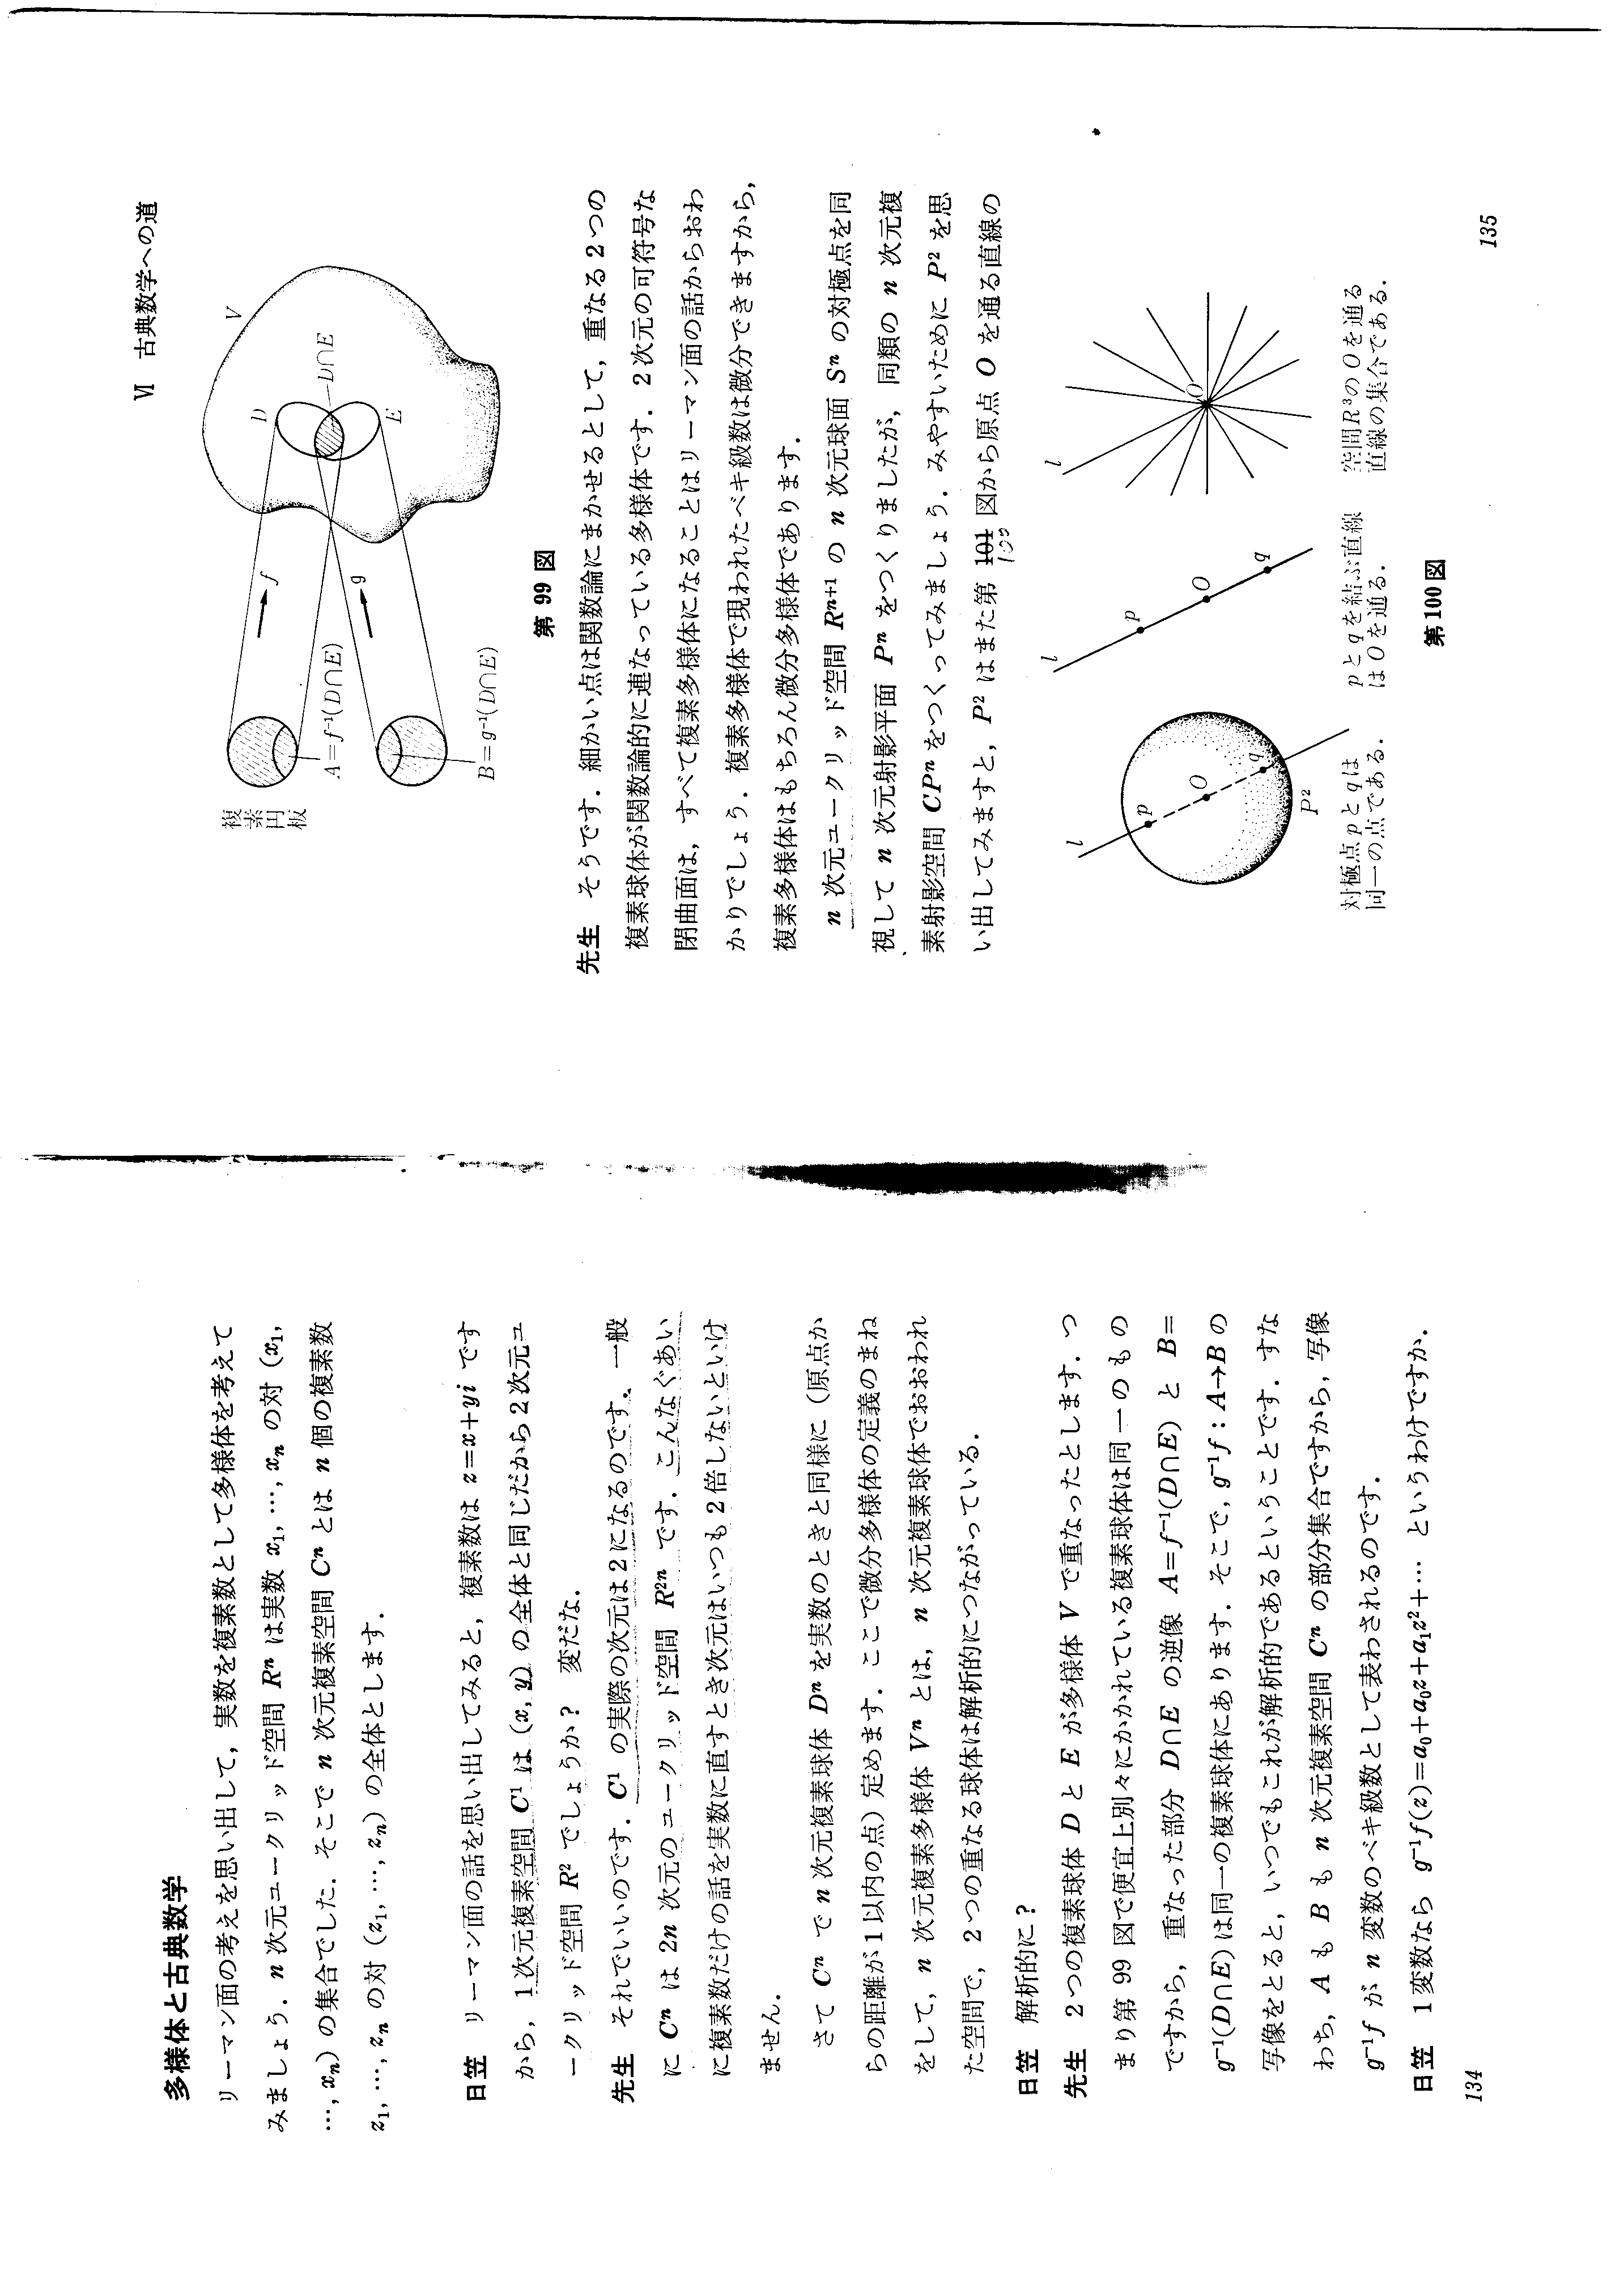 多様体と古典数学
リーマン面の考えを思い出して，実数を複素数として多様体を考えて
みましょう．n 次元ユークリッド空間 Rⁿ は実数 x₁, …, xₙ の対 (x₁,
…, xₙ) の集合でした．そこで n 次元複素空間 Cⁿ とは n 個の複素数
z₁, …, zₙ の対 (z₁, …, zₙ) の全体とします．
日笠 リーマン面の話を思い出してみると，複素数は z=x+yi です
から，1次元複素空間 C¹ は (x, y) の全体と同じだから2次元ユ
ークリッド空間 R² でしょうか？ 変だな．
先生 それでいいのです．C¹ の実際の次元は2になるのです．一般
に Cⁿ は 2n 次元のユークリッド空間 R²ⁿ です．こんなぐあい
に複素数だけの話を実数に直すとき次元はいつも2倍しないといけ
ません．
さて Cⁿ で n 次元複素球体 Dⁿ を実数のときと同様に（原点か
らの距離が1以内の点）定めます．ここで微分多様体の定義のまね
をして，n 次元複素多様体 Vⁿ とは，n 次元複素球体でおおわれ
た空間で，2つの重なる球体は解析的につながっている．
日笠 解析的に？
先生 2つの複素球体 D と E が多様体 V で重なったとします．つ
まり第 99 図で便宜上別々にかかれている複素球体は同一のもの
ですから，重なった部分 D∩E の逆像 A=f⁻¹(D∩E) と B=
g⁻¹(D∩E) は同一の複素球体にあります．そこで，g⁻¹f : A→B の
写像をとると，いつでもこれが解析的であるということです．すな
わち，A も B も n 次元複素空間 Cⁿ の部分集合ですから，写像
g⁻¹f が n 変数のベキ級数として表わされるのです．
日笠 1変数なら g⁻¹f(z)=a₀+a₀z+a₁z²+… というわけですか．
134
Ⅵ 古典数学への道
V
D
D∩E
E
f
g
A=f⁻¹(D∩E)
B=g⁻¹(D∩E)
複素円板
第 99 図
先生 そうです．細かい点は関数論にまかせるとして，重なる2つの
複素球体が関数論的に連なっている多様体です．2次元の可符号な
閉曲面は，すべて複素多様体になることはリーマン面の話からおわ
かりでしょう．複素多様体で現われたベキ級数は微分できますから，
複素多様体はもちろん微分多様体であります．
n 次元ユークリッド空間 Rⁿ⁺¹ の n 次元球面 Sⁿ の対極点を同
視して n 次元射影平面 Pⁿ をつくりましたが，同類の n 次元複
素射影空間 CPⁿ をつくってみましょう．みやすいために P² を思
い出してみますと，P² はまた第 101 図から原点 O を通る直線の
100
l
p
O
q
P²
対極点 p と q は
同一の点である．
l
p
O
q
p と q を結ぶ直線
は O を通る．
l
O
空間R³の O を通る
直線の集合である．
第100図
135